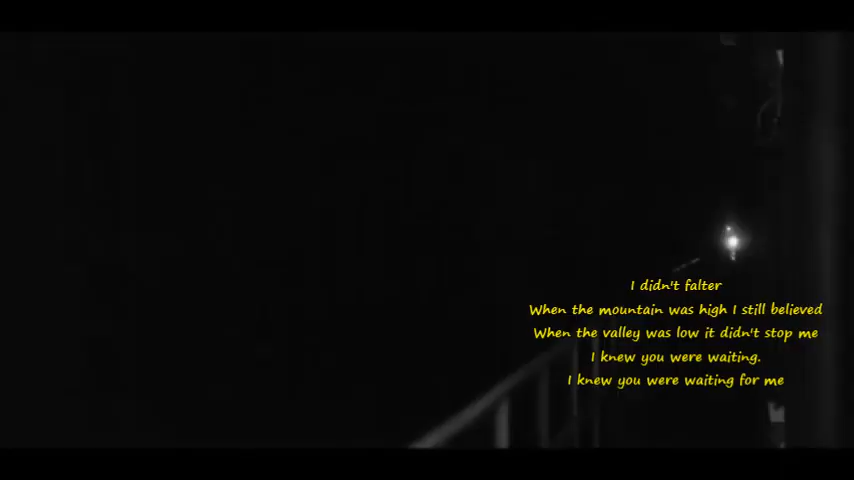 I didn't falter
When the mountain was high I still believed
When the valley was low it didn't stop me
I knew you were waiting.
I knew you were waiting for me